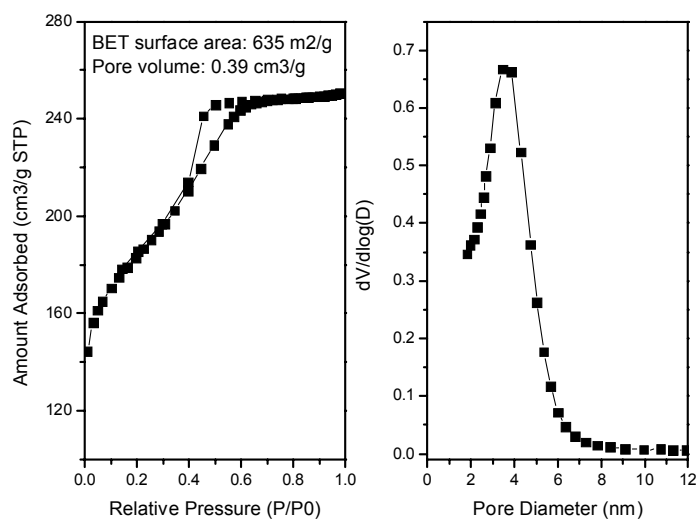 BET surface area: 635 m2/g
Pore volume: 0.39 cm3/g
Amount Adsorbed (cm3/g STP)
280
240
200
160
120
0.0 0.2 0.4 0.6 0.8 1.0
Relative Pressure (P/P0)
dV/dlog(D)
0.7
0.6
0.5
0.4
0.3
0.2
0.1
0.0
0 2 4 6 8 10 12
Pore Diameter (nm)